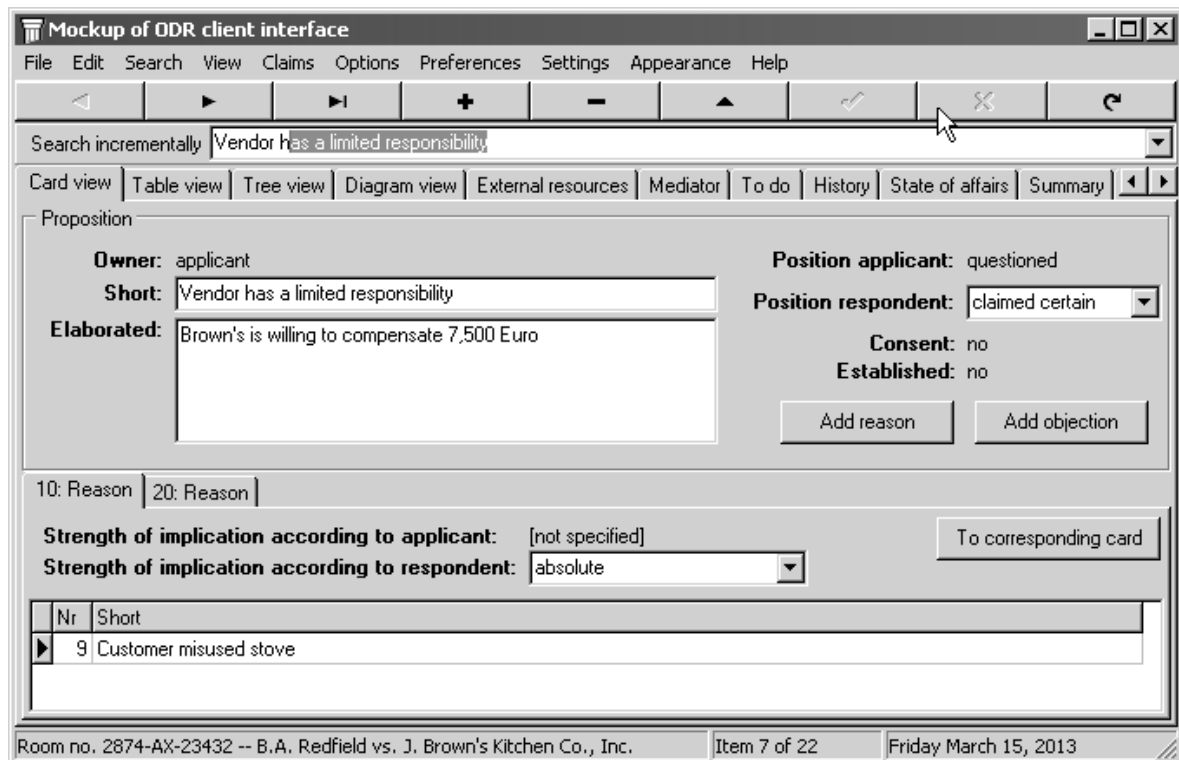 Mockup of ODR client interface
File Edit Search View Claims Options Preferences Settings Appearance Help
Search incrementally Vendor has a limited responsibility
Card view Table view Tree view Diagram view External resources Mediator To do History State of affairs Summary
Proposition
Owner: applicant Position applicant: questioned
Short: Vendor has a limited responsibility Position respondent: claimed certain
Elaborated: Brown's is willing to compensate 7,500 Euro
Consent: no
Established: no
Add reason Add objection
10: Reason 20: Reason
Strength of implication according to applicant: [not specified] To corresponding card
Strength of implication according to respondent: absolute
Nr Short
9 Customer misused stove
Room no. 2874-AX-23432 -- B.A. Redfield vs. J. Brown's Kitchen Co., Inc. Item 7 of 22 Friday March 15, 2013